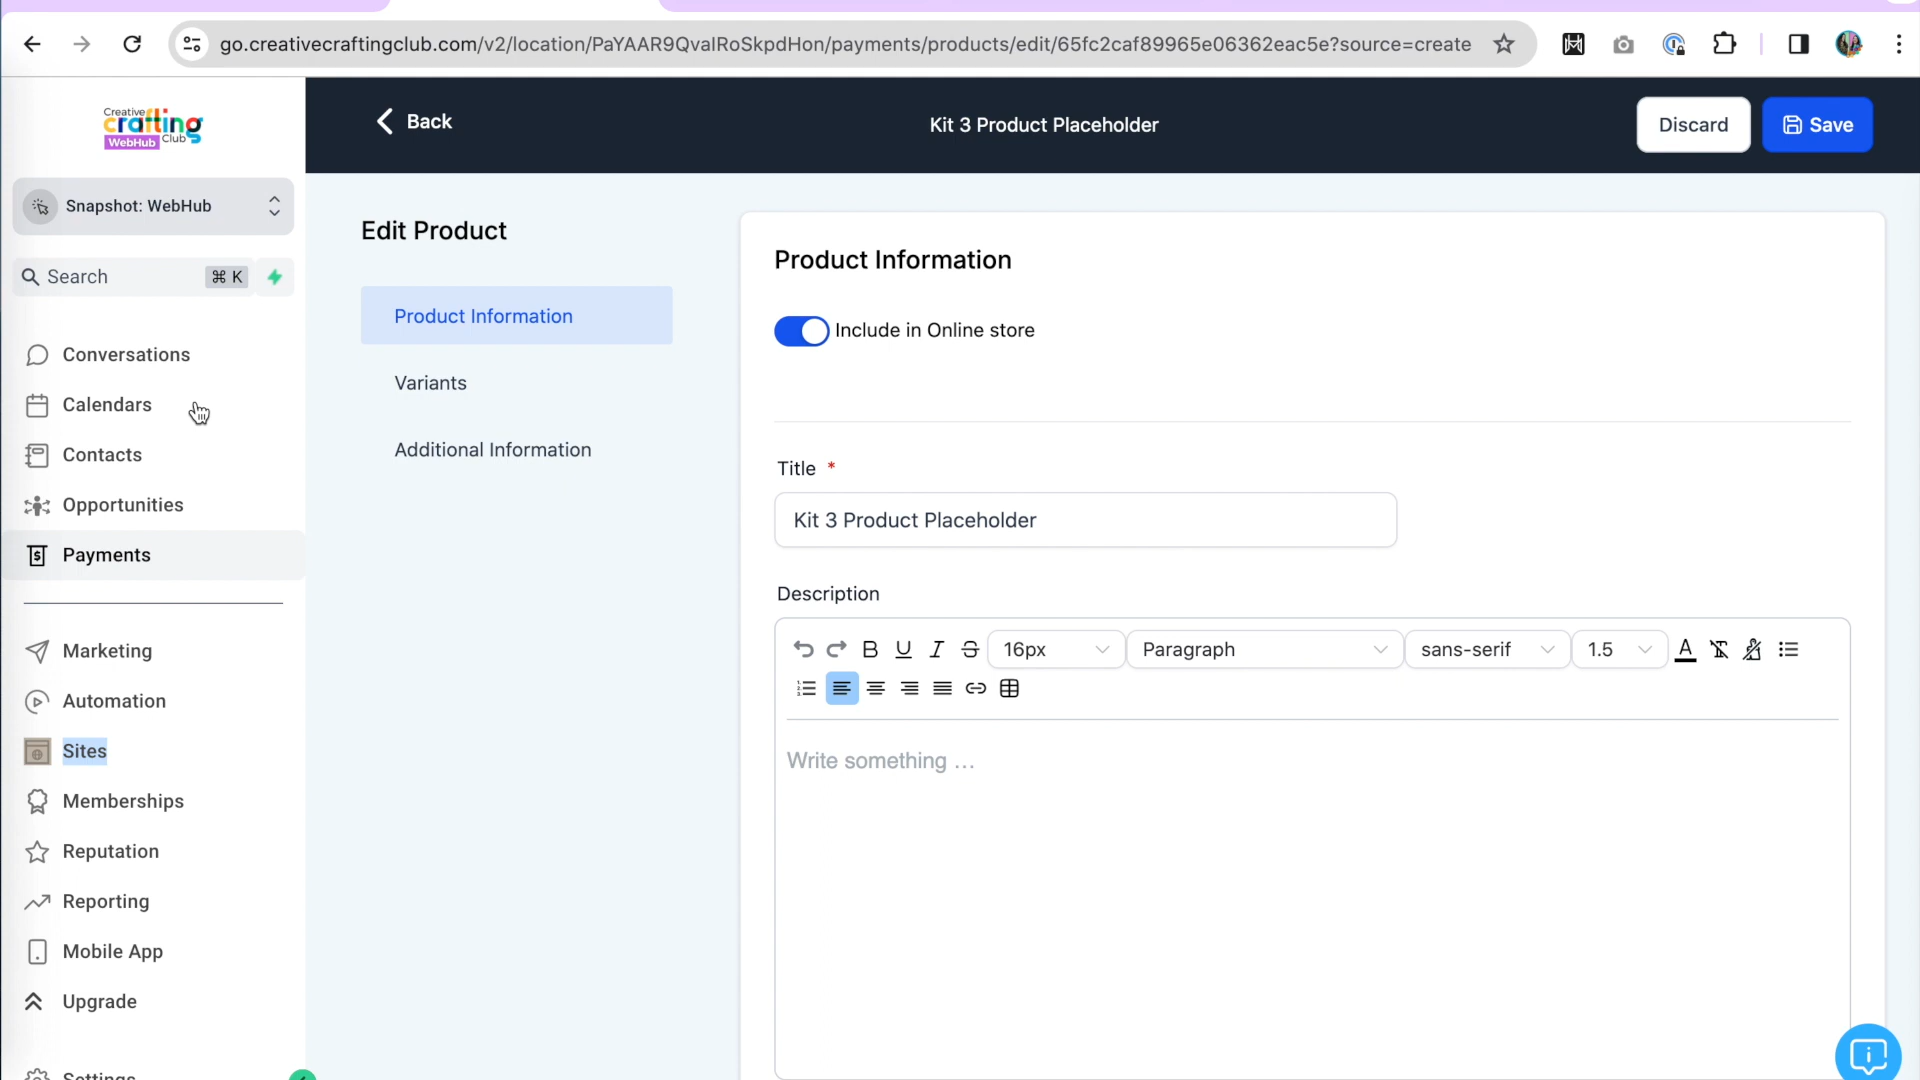 go.creativecraftingclub.com/v2/location/PaYAAR9QvaIRoSkpdHon/payments/products/edit/65fc2caf89965e06362eac5e?source=create
Creative
crafting
WebHub Club
Back
Kit 3 Product Placeholder
Discard
Save
Snapshot: WebHub
Search
⌘ K
Conversations
Calendars
Contacts
Opportunities
Payments
Marketing
Automation
Sites
Memberships
Reputation
Reporting
Mobile App
Upgrade
Settings
Edit Product
Product Information
Variants
Additional Information
Product Information
Include in Online store
Title *
Kit 3 Product Placeholder
Description
16px
Paragraph
sans-serif
1.5
Write something ...